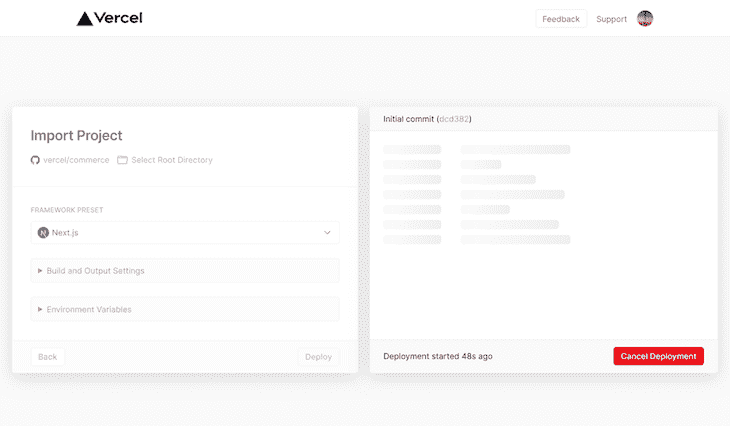 Vercel
Feedback
Support
Import Project
vercel/commerce
Select Root Directory
FRAMEWORK PRESET
Next.js
Build and Output Settings
Environment Variables
Back
Deploy
Initial commit (dcd382)
Deployment started 48s ago
Cancel Deployment